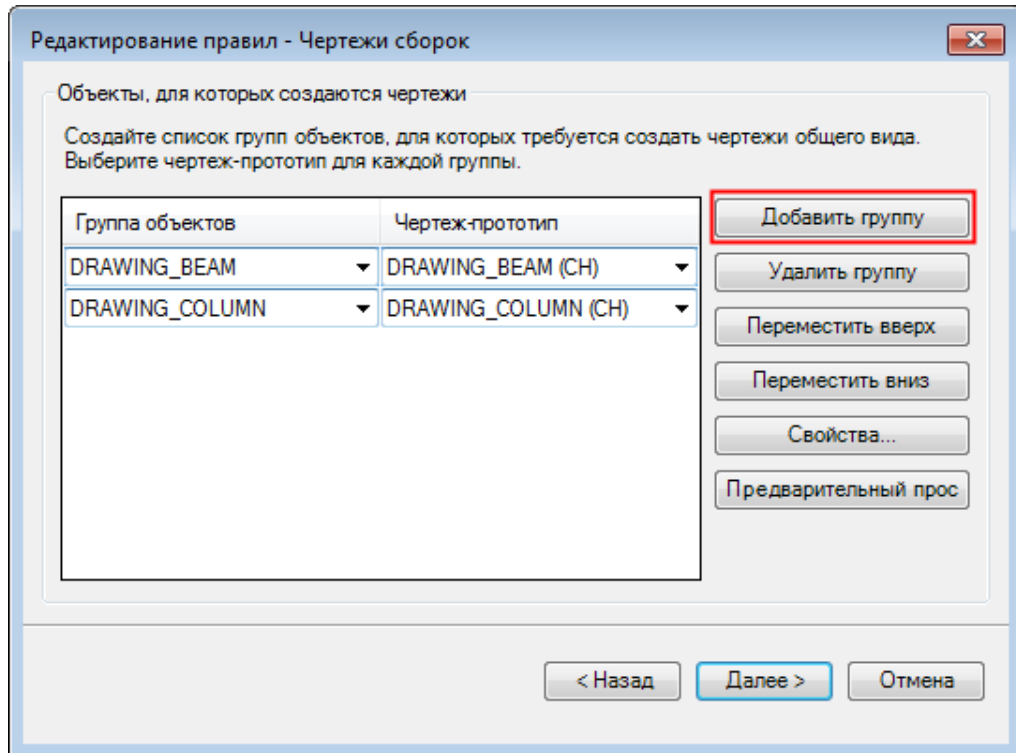 Редактирование правил - Чертежи сборок
Объекты, для которых создаются чертежи
Создайте список групп объектов, для которых требуется создать чертежи общего вида.
Выберите чертеж-прототип для каждой группы.
Группа объектов Чертеж-прототип
DRAWING_BEAM DRAWING_BEAM (CH)
DRAWING_COLUMN DRAWING_COLUMN (CH)
Добавить группу
Удалить группу
Переместить вверх
Переместить вниз
Свойства...
Предварительный прос
< Назад Далее > Отмена